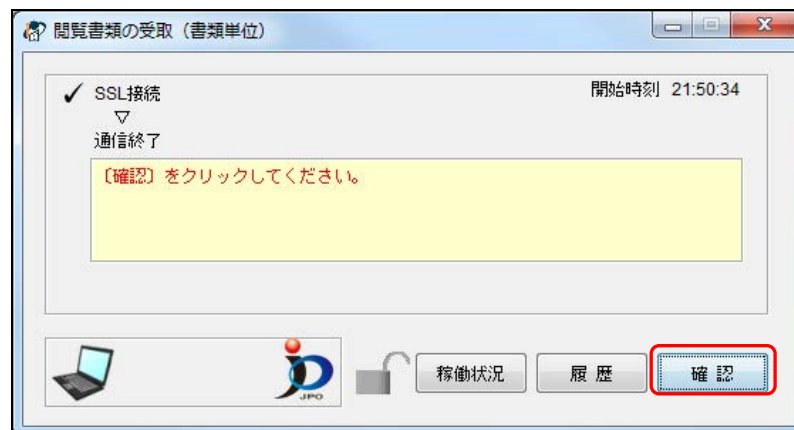 閲覧書類の受取（書類単位）
SSL接続
開始時刻 21:50:34
▽
通信終了
〔確認〕をクリックしてください。
JPO
稼働状況
履 歴
確 認